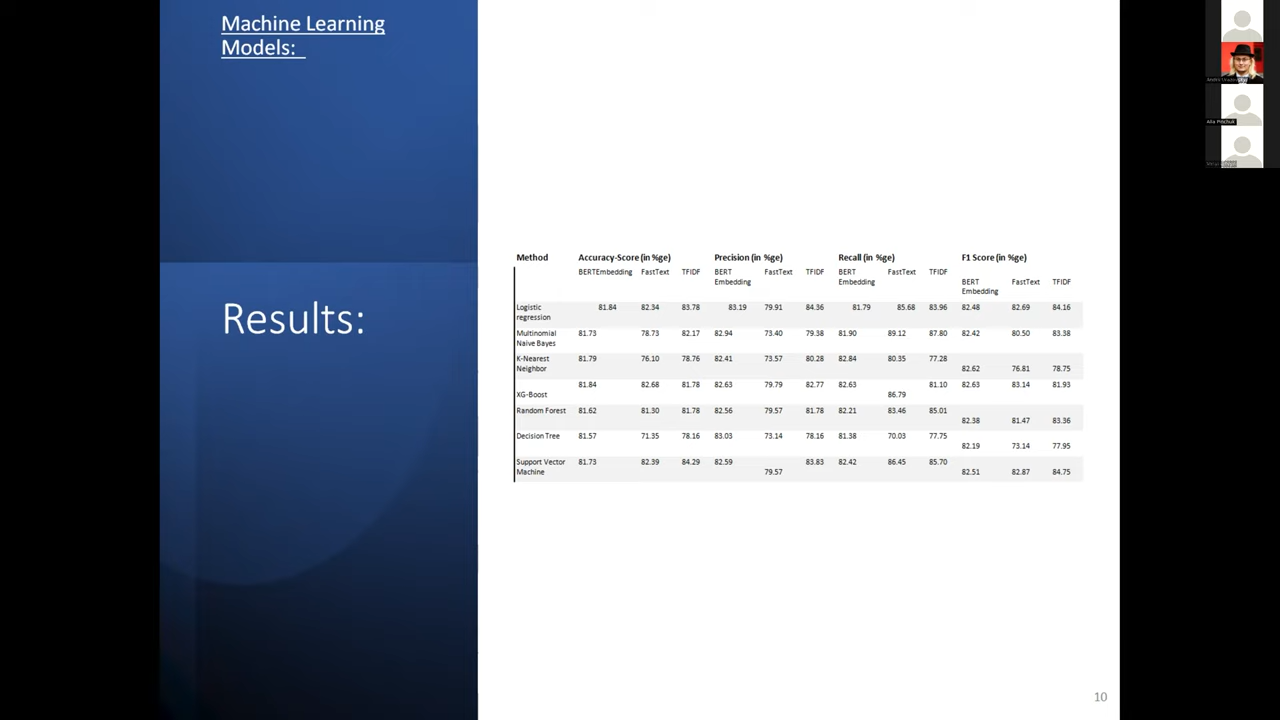 Machine Learning
Models:
Results:
Method Accuracy-Score (in %ge) Precision (in %ge) Recall (in %ge) F1 Score (in %ge)
BERTEmbedding FastText TFIDF BERT Embedding FastText TFIDF BERT Embedding FastText TFIDF BERT Embedding FastText TFIDF
Logistic regression 81.84 82.34 83.78 83.19 79.91 84.36 81.79 85.68 83.96 82.48 82.69 84.16
Multinomial Naive Bayes 81.73 78.73 82.17 82.94 73.40 79.38 81.90 89.12 87.80 82.42 80.50 83.38
K-Nearest Neighbor 81.79 76.10 78.76 82.41 73.57 80.28 82.84 80.35 77.28 82.62 76.81 78.75
XG-Boost 81.84 82.68 81.78 82.63 79.79 82.77 82.63 86.79 81.10 82.63 83.14 81.93
Random Forest 81.62 81.30 81.78 82.56 79.57 81.78 82.21 83.46 85.01 82.38 81.47 83.36
Decision Tree 81.57 71.35 78.16 83.03 73.14 78.16 81.38 70.03 77.75 82.19 73.14 77.95
Support Vector Machine 81.73 82.39 84.29 82.59 79.57 83.83 82.42 86.45 85.70 82.51 82.87 84.75
10
Alla Pinchuk